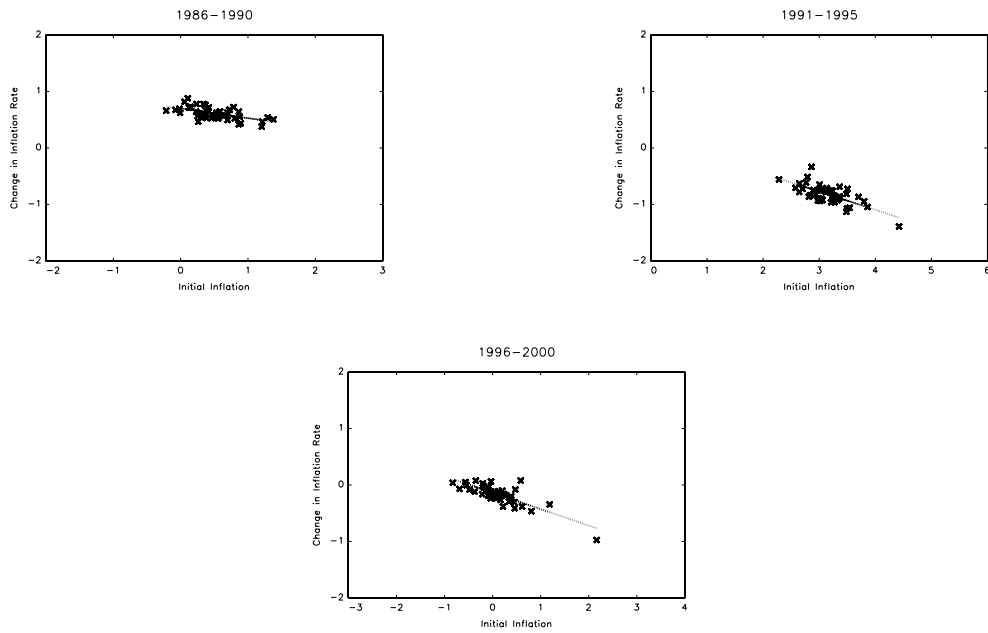 1986-1990
2
1
0
-1
-2
Change in Inflation Rate
-2 -1 0 1 2 3
Initial Inflation
1991-1995
2
1
0
-1
-2
Change in Inflation Rate
0 1 2 3 4 5 6
Initial Inflation
1996-2000
2
1
0
-1
-2
Change in Inflation Rate
-3 -2 -1 0 1 2 3 4
Initial Inflation